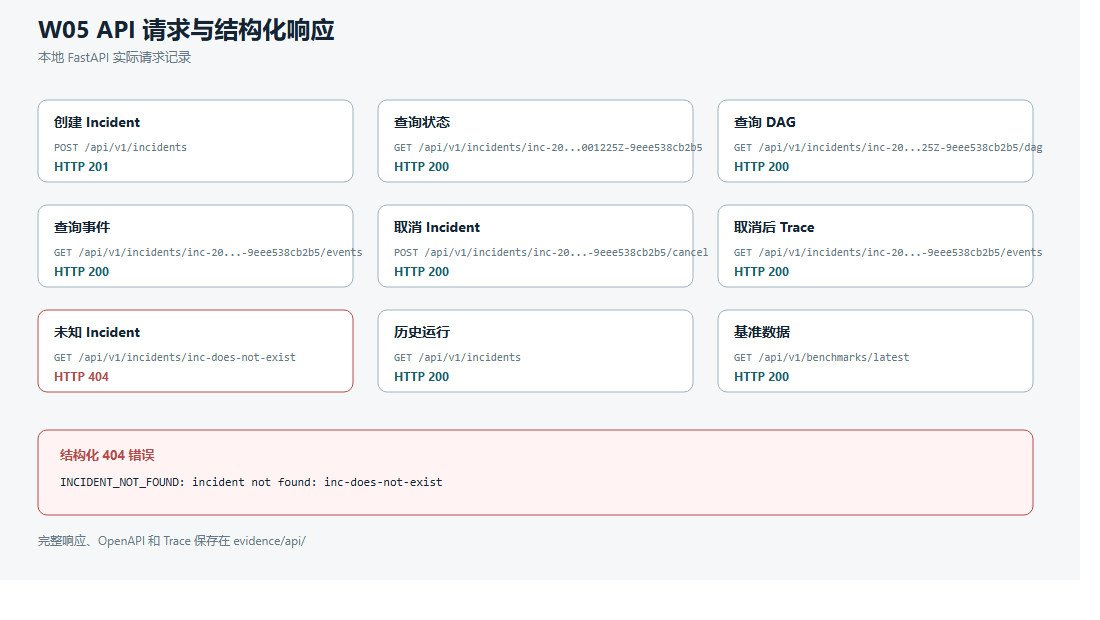 W05 API 请求与结构化响应
本地 FastAPI 实际请求记录
创建 Incident
POST /api/v1/incidents
HTTP 201
查询状态
GET /api/v1/incidents/inc-20...001225Z-9eee538cb2b5
HTTP 200
查询 DAG
GET /api/v1/incidents/inc-20...25Z-9eee538cb2b5/dag
HTTP 200
查询事件
GET /api/v1/incidents/inc-20...-9eee538cb2b5/events
HTTP 200
取消 Incident
POST /api/v1/incidents/inc-20...-9eee538cb2b5/cancel
HTTP 200
取消后 Trace
GET /api/v1/incidents/inc-20...-9eee538cb2b5/events
HTTP 200
未知 Incident
GET /api/v1/incidents/inc-does-not-exist
HTTP 404
历史运行
GET /api/v1/incidents
HTTP 200
基准数据
GET /api/v1/benchmarks/latest
HTTP 200
结构化 404 错误
INCIDENT_NOT_FOUND: incident not found: inc-does-not-exist
完整响应、OpenAPI 和 Trace 保存在 evidence/api/